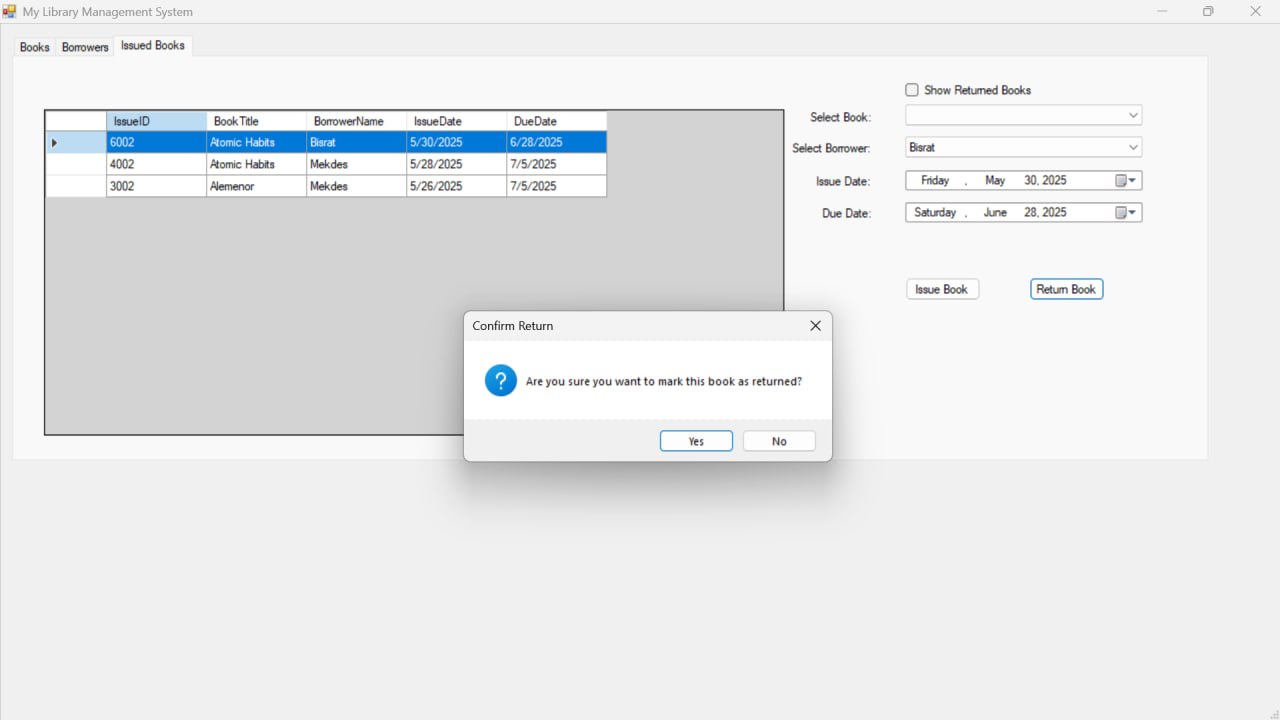 My Library Management System
Books Borrowers Issued Books
Show Returned Books
IssueID BookTitle BorrowerName IssueDate DueDate
6002 Atomic Habits Bisrat 5/30/2025 6/28/2025
4002 Atomic Habits Mekdes 5/28/2025 7/5/2025
3002 Alemenor Mekdes 5/26/2025 7/5/2025
Select Book:
Select Borrower: Bisrat
Issue Date: Friday , May 30, 2025
Due Date: Saturday , June 28, 2025
Issue Book Return Book
Confirm Return
? Are you sure you want to mark this book as returned?
Yes No